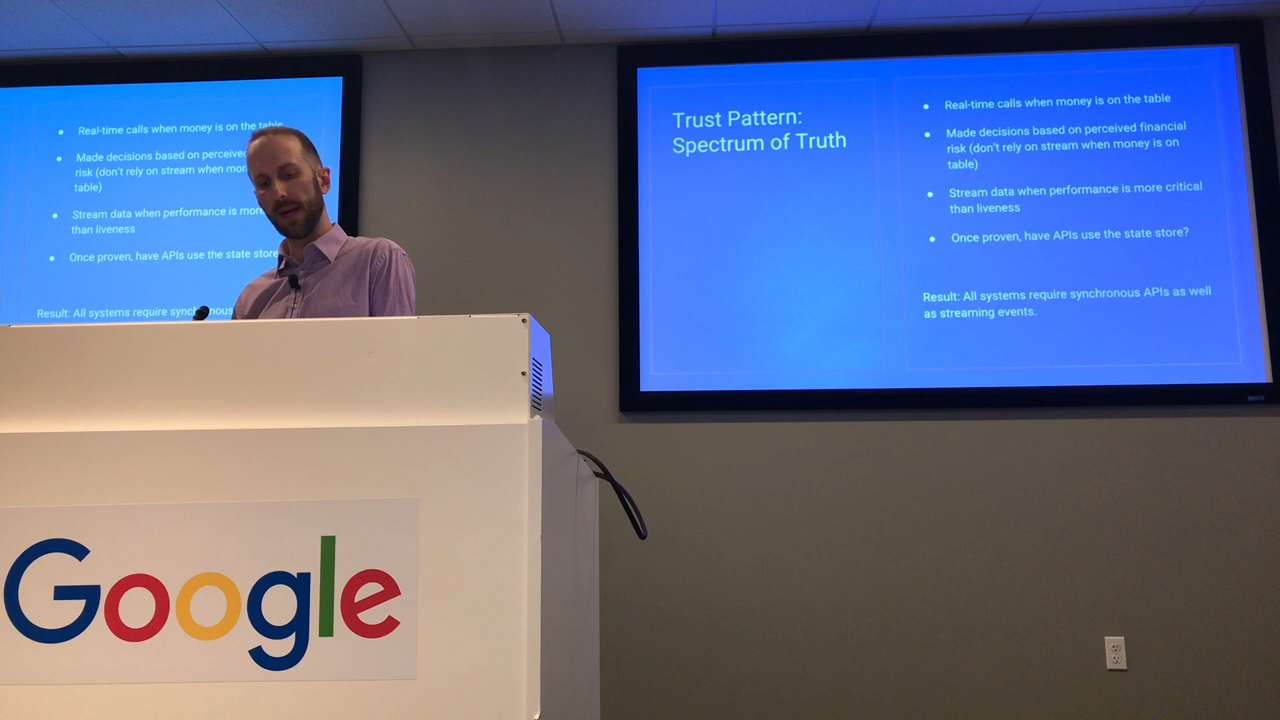 Real-time calls when money is on the table
Made decisions based on perceived
risk (don't rely on stream when
table)
Stream data when performance is more
than liveness
Once proven, have APIs use the state store
Result: All systems require synchronous
Trust Pattern:
Spectrum of Truth
Real-time calls when money is on the table
Made decisions based on perceived financial
risk (don't rely on stream when money is on
table)
Stream data when performance is more critical
than liveness
Once proven, have APIs use the state store?
Result: All systems require synchronous APIs as well
as streaming events.
Google